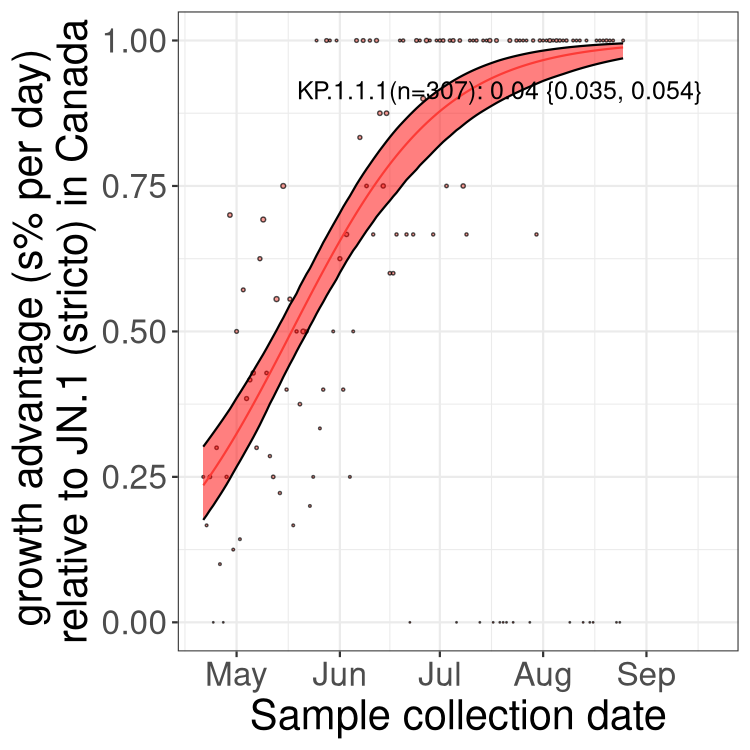 growth advantage (s% per day)
relative to JN.1 (stricto) in Canada
1.00
0.75
0.50
0.25
0.00
KP.1.1.1(n=307): 0.04 {0.035, 0.054}
May Jun Jul Aug Sep
Sample collection date